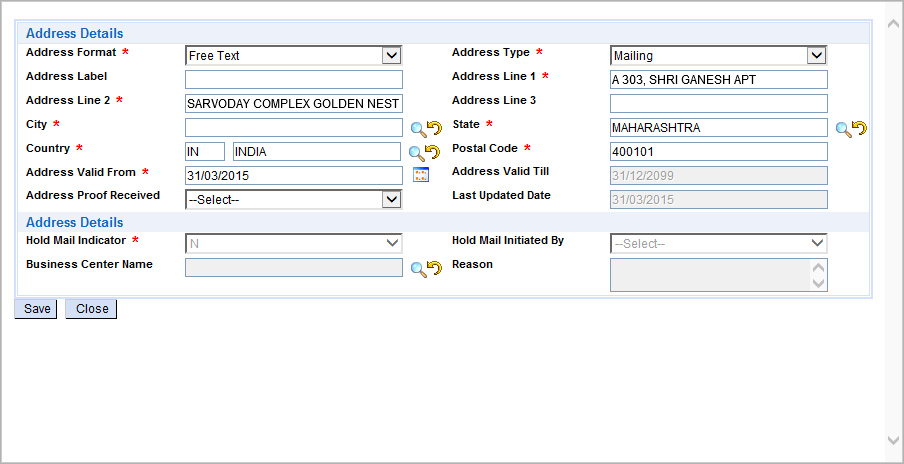 Address Details
Address Format * Free Text Address Type * Mailing
Address Label Address Line 1 * A 303, SHRI GANESH APT
Address Line 2 * SARVODAY COMPLEX GOLDEN NEST Address Line 3
City * State * MAHARASHTRA
Country * IN INDIA Postal Code * 400101
Address Valid From * 31/03/2015 Address Valid Till 31/12/2099
Address Proof Received --Select-- Last Updated Date 31/03/2015
Address Details
Hold Mail Indicator * N Hold Mail Initiated By --Select--
Business Center Name Reason
Save Close